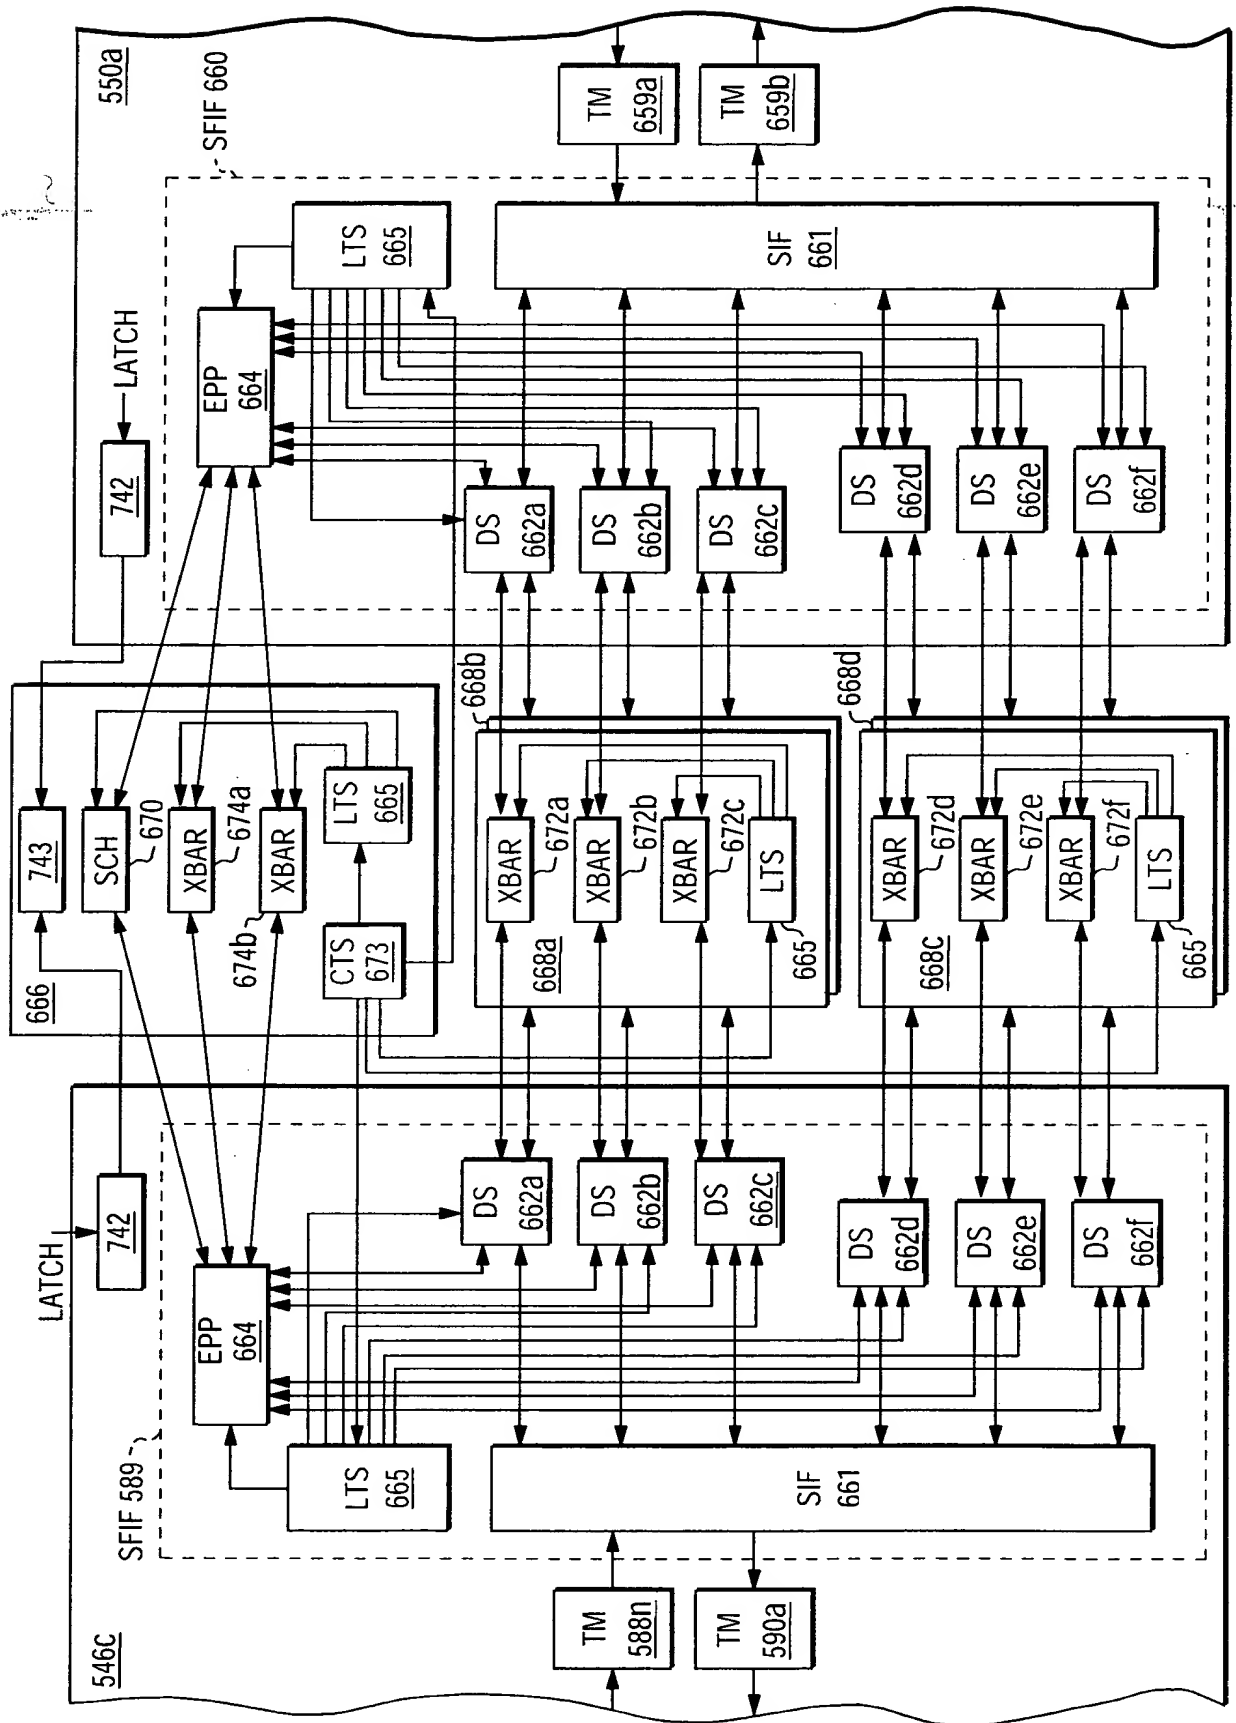 546C
SFIF 589
TM
588n
TM
590a
LATCH
742
EPP
664
LTS
665
SIF
661
DS
662a
DS
662b
DS
662c
DS
662d
DS
662e
DS
662f
666
743
SCH
670
XBAR
674a
XBAR
674b
LTS
665
CTS
673
668b
668a
XBAR
672a
XBAR
672b
XBAR
672c
LTS
665
668d
668C
XBAR
672d
XBAR
672e
XBAR
672f
LTS
665
550a
SFIF 660
LATCH
742
EPP
664
LTS
665
SIF
661
DS
662a
DS
662b
DS
662c
DS
662d
DS
662e
DS
662f
TM
659a
TM
659b